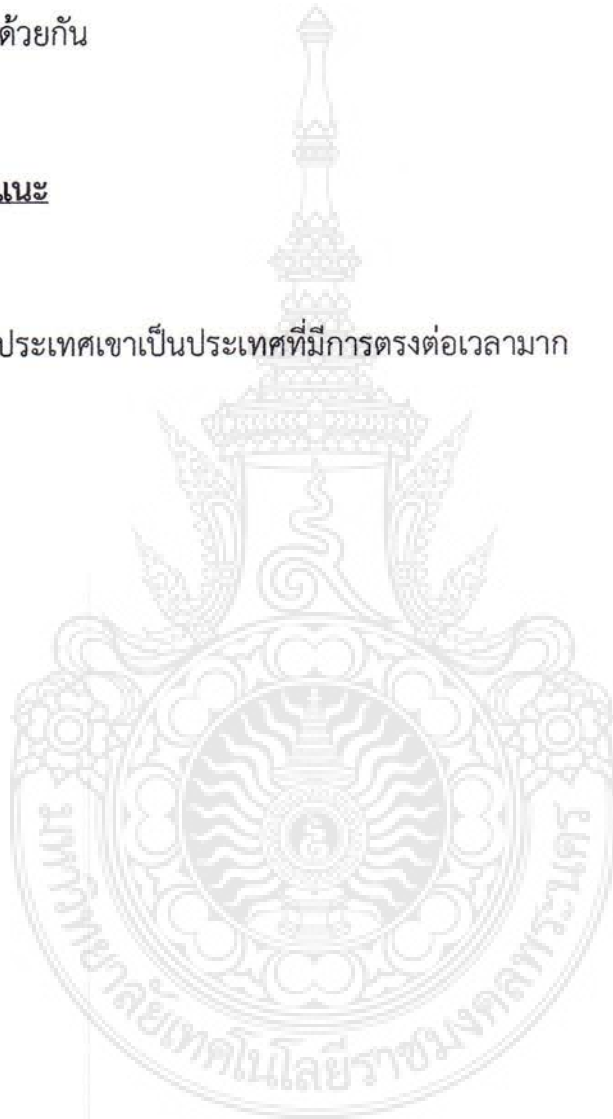 ด้วยกัน
แนะ
ประเทศเขาเป็นประเทศที่มีการตรงต่อเวลามาก
มหาวิทยาลัยเทคโนโลยีราชมงคลพระนคร